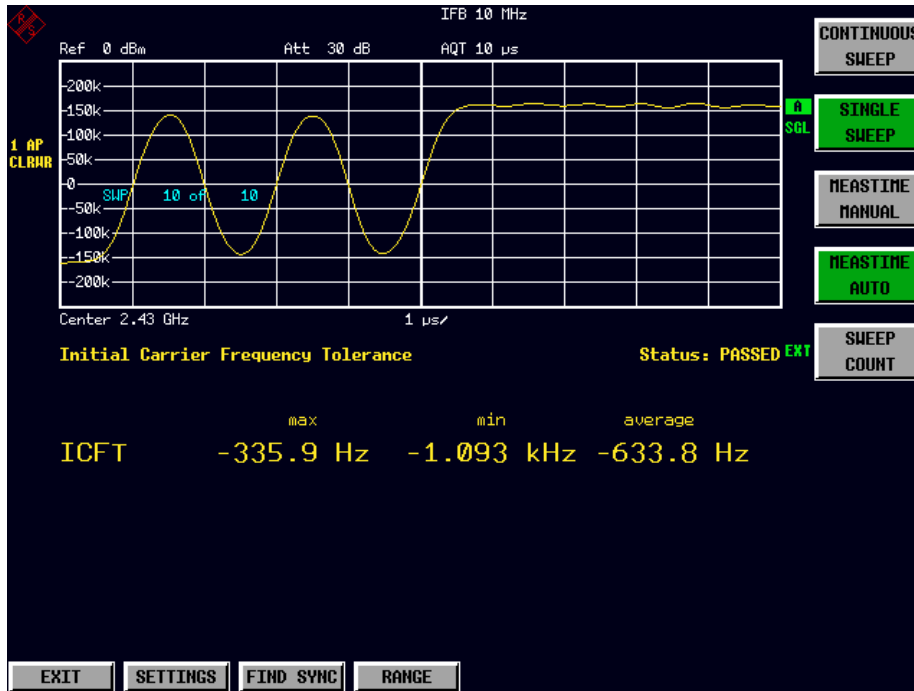 IFB 10 MHz
Ref 0 dBm Att 30 dB AQT 10 µs
R S
CONTINUOUS
SWEEP
200k
150k
100k
50k
0
-50k
-100k
-150k
-200k
1 AP
CLRWR
SWP 10 of 10
A
SGL
SINGLE
SWEEP
MEASTIME
MANUAL
MEASTIME
AUTO
Center 2.43 GHz 1 µs/
Initial Carrier Frequency Tolerance Status: PASSED EXT
SWEEP
COUNT
max min average
ICFT -335.9 Hz -1.093 kHz -633.8 Hz
EXIT SETTINGS FIND SYNC RANGE